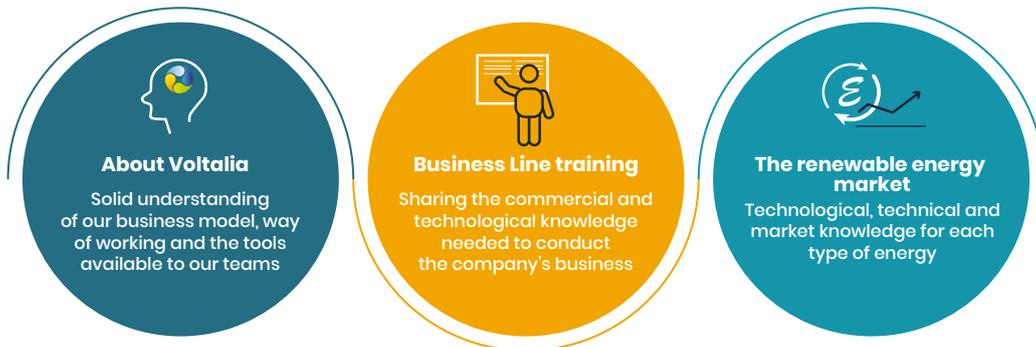 About Voltalia
Solid understanding
of our business model, way
of working and the tools
available to our teams
Business Line training
Sharing the commercial and
technological knowledge
needed to conduct
the company's business
ε
The renewable energy
market
Technological, technical and
market knowledge for each
type of energy